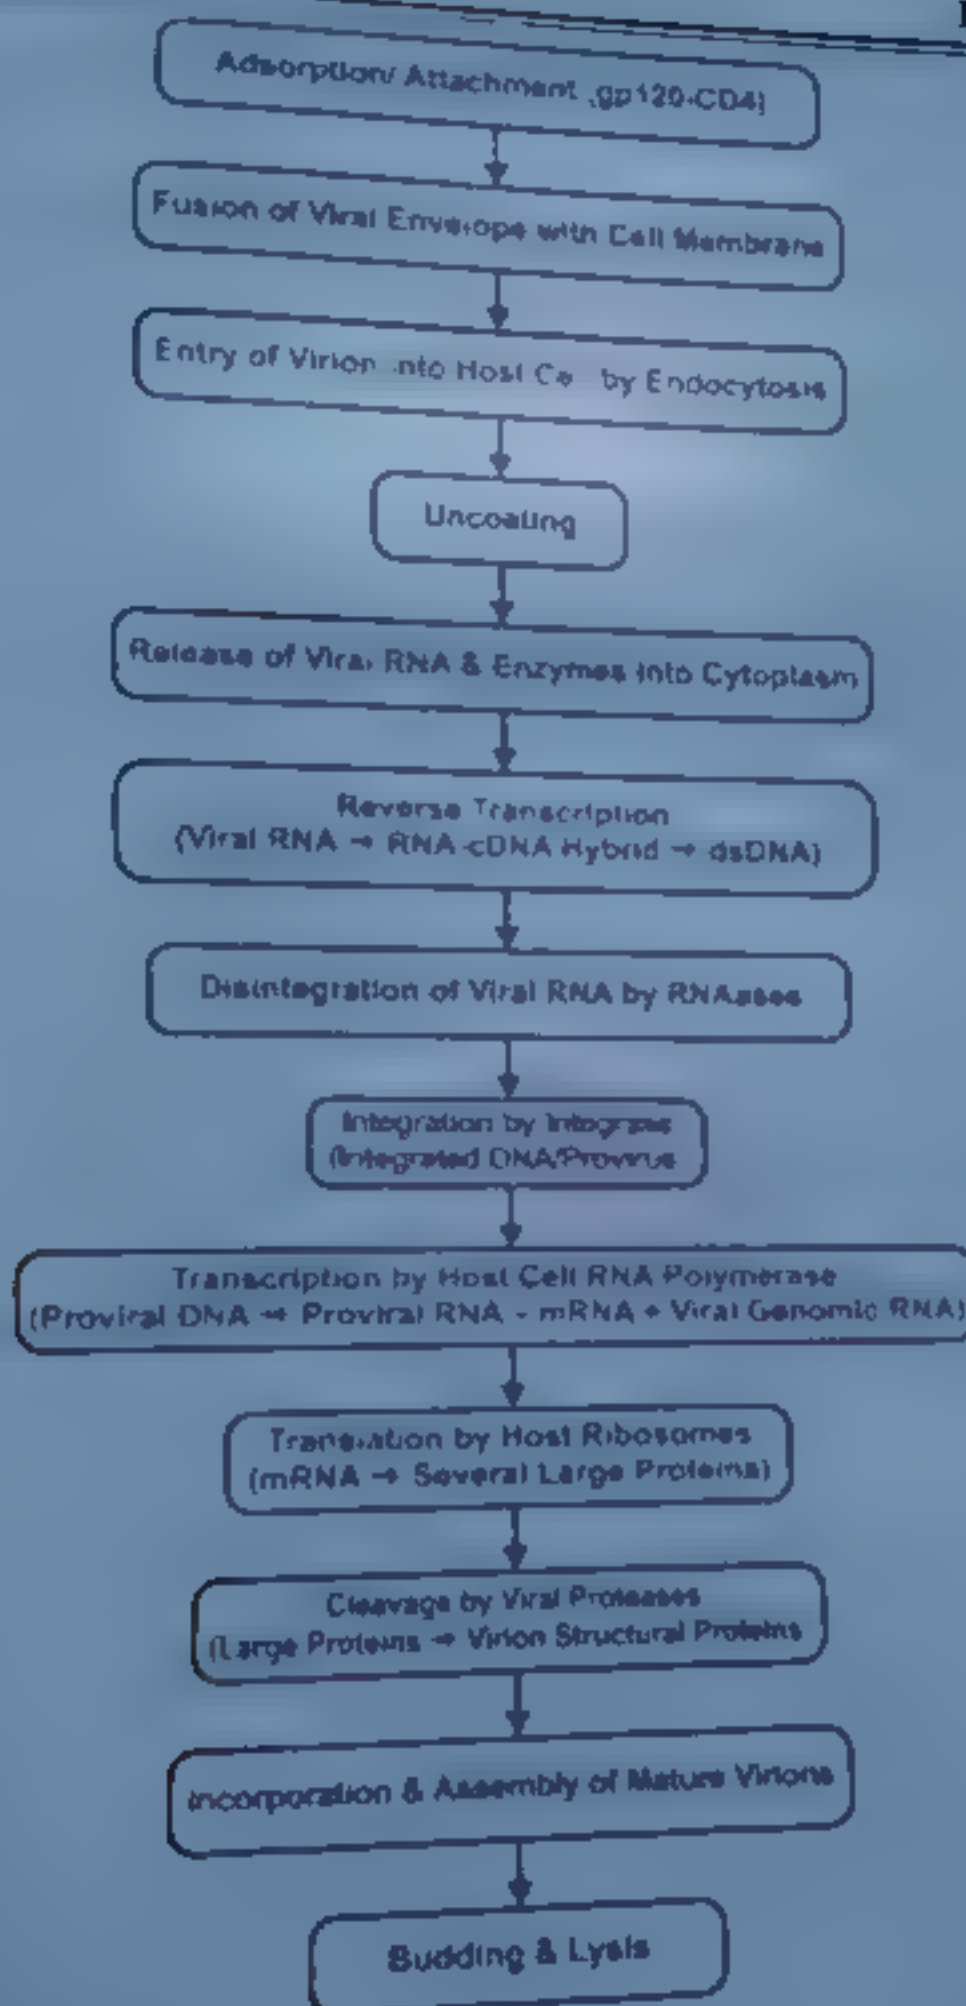 Adsorption/ Attachment (gp120-CD4)
Fusion of Viral Envelope with Cell Membrane
Entry of Virion into Host Cell by Endocytosis
Uncoating
Release of Viral RNA & Enzymes into Cytoplasm
Reverse Transcription
(Viral RNA → RNA-cDNA Hybrid → dsDNA)
Disintegration of Viral RNA by RNAases
Integration by Integrase
(Integrated DNA/Provirus
Transcription by Host Cell RNA Polymerase
(Proviral DNA → Proviral RNA - mRNA + Viral Genomic RNA)
Translation by Host Ribosomes
(mRNA → Several Large Proteins)
Cleavage by Viral Proteases
(Large Proteins → Virion Structural Proteins
Incorporation & Assembly of Mature Virions
Budding & Lysis